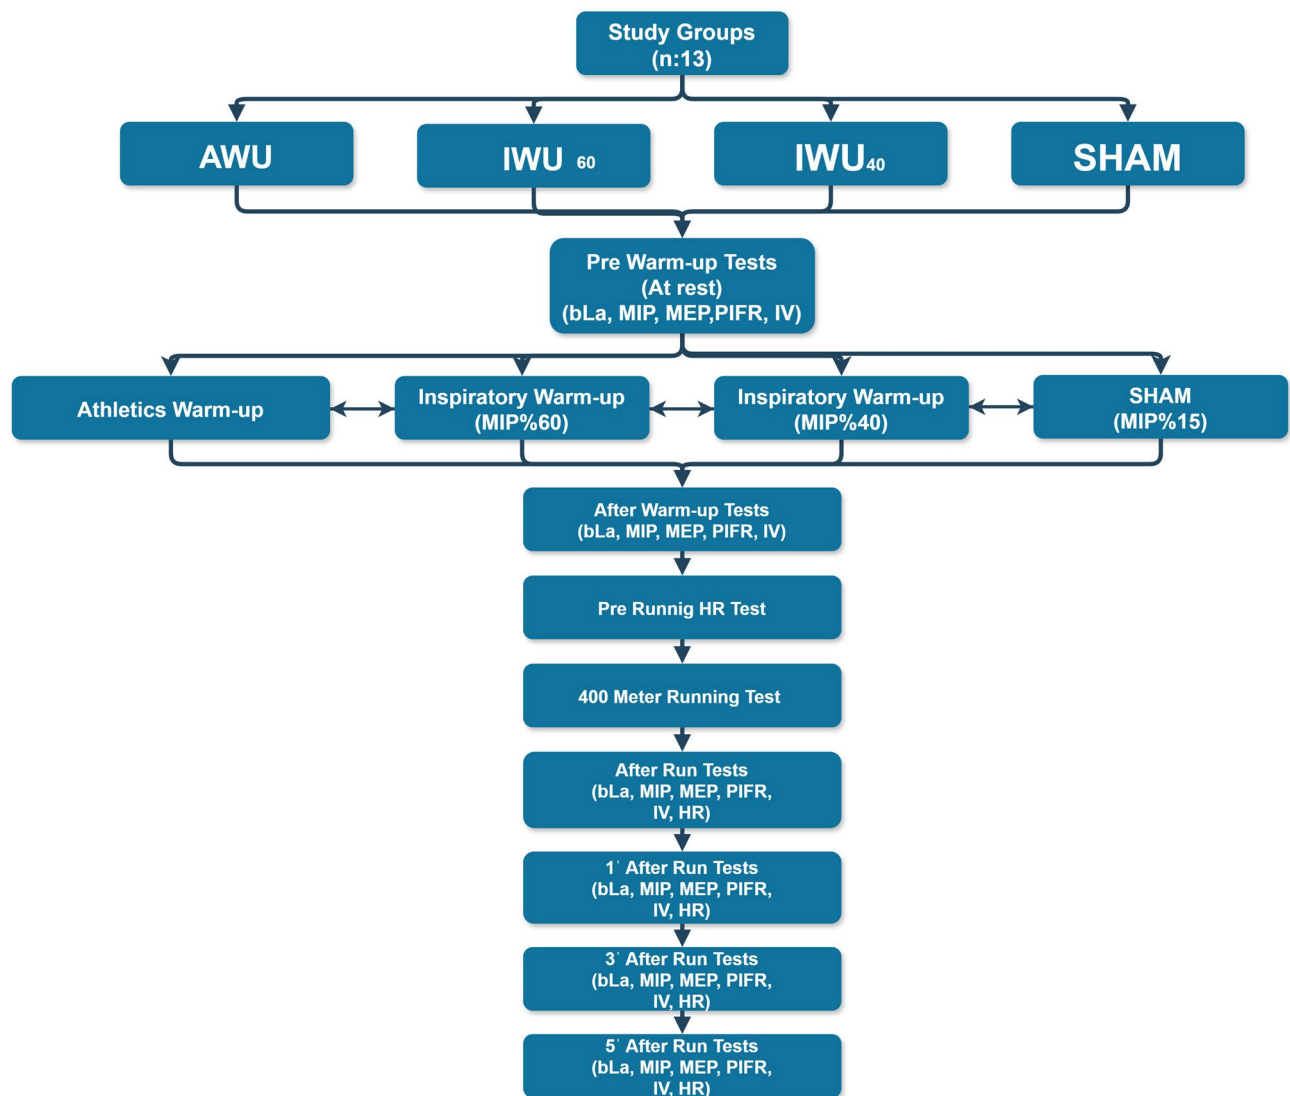 Study Groups
(n:13)
AWU
IWU 60
IWU40
SHAM
Pre Warm-up Tests
(At rest)
(bLa, MIP, MEP,PIFR, IV)
Athletics Warm-up
Inspiratory Warm-up
(MIP%60)
Inspiratory Warm-up
(MIP%40)
SHAM
(MIP%15)
After Warm-up Tests
(bLa, MIP, MEP, PIFR, IV)
Pre Runnig HR Test
400 Meter Running Test
After Run Tests
(bLa, MIP, MEP, PIFR,
IV, HR)
1' After Run Tests
(bLa, MIP, MEP, PIFR,
IV, HR)
3' After Run Tests
(bLa, MIP, MEP, PIFR,
IV, HR)
5' After Run Tests
(bLa, MIP, MEP, PIFR,
IV, HR)